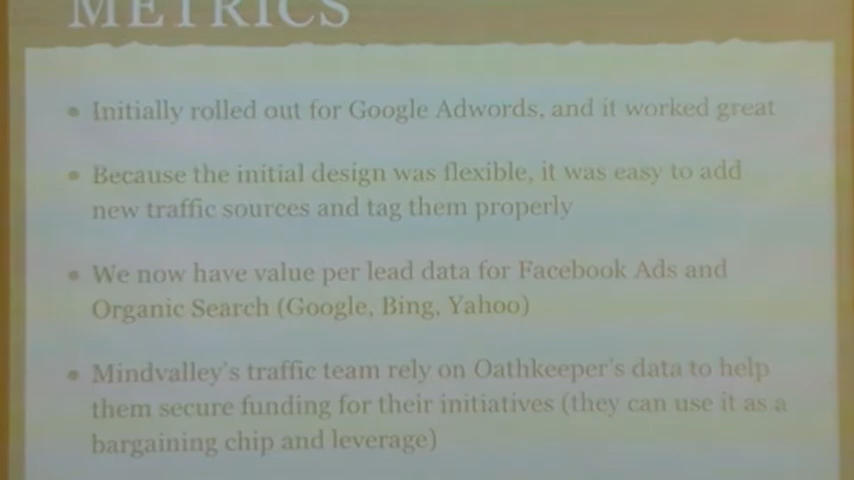 METRICS
• Initially rolled out for Google Adwords, and it worked great
• Because the initial design was flexible, it was easy to add
new traffic sources and tag them properly
• We now have value per lead data for Facebook Ads and
Organic Search (Google, Bing, Yahoo)
• Mindvalley's traffic team rely on Oathkeeper's data to help
them secure funding for their initiatives (they can use it as a
bargaining chip and leverage)